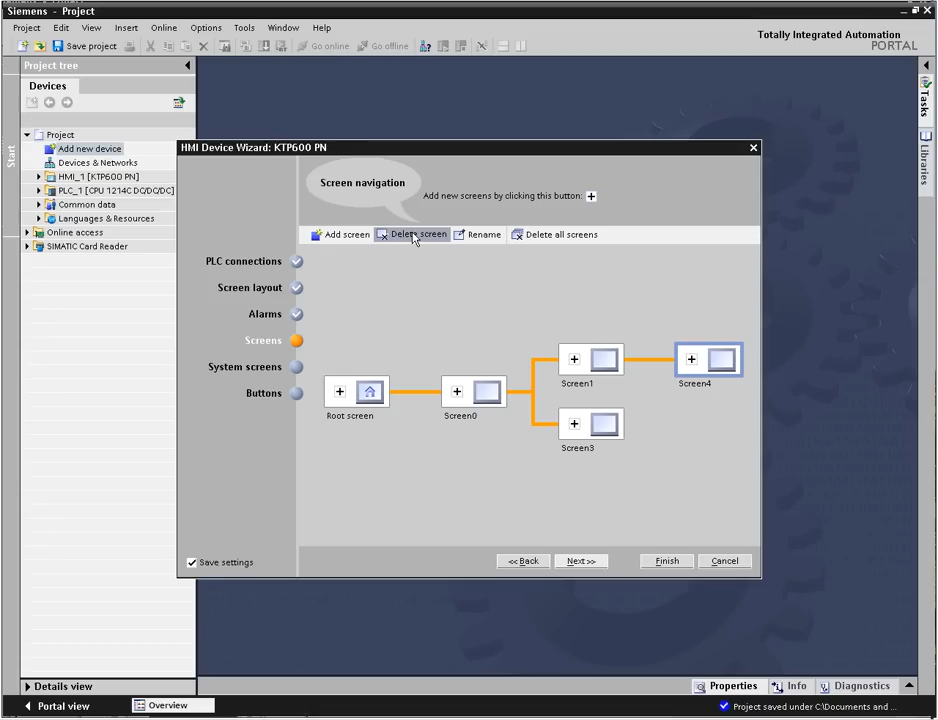 Siemens - Project
Project Edit View Insert Online Options Tools Window Help
Save project Go online Go offline
Totally Integrated Automation
PORTAL
Project tree
Devices
Start
Project
Add new device
Devices & Networks
HMI_1 [KTP600 PN]
PLC_1 [CPU 1214C DC/DC/DC]
Common data
Languages & Resources
Online access
SIMATIC Card Reader
HMI Device Wizard: KTP600 PN
Screen navigation
Add new screens by clicking this button:
Add screen Delete screen Rename Delete all screens
PLC connections
Screen layout
Alarms
Screens
System screens
Buttons
Root screen
Screen0
Screen1
Screen4
Screen3
Save settings
<<Back Next>> Finish Cancel
Tasks
Libraries
Details view
Properties Info Diagnostics
Portal view Overview
Project saved under C:\Documents and ...